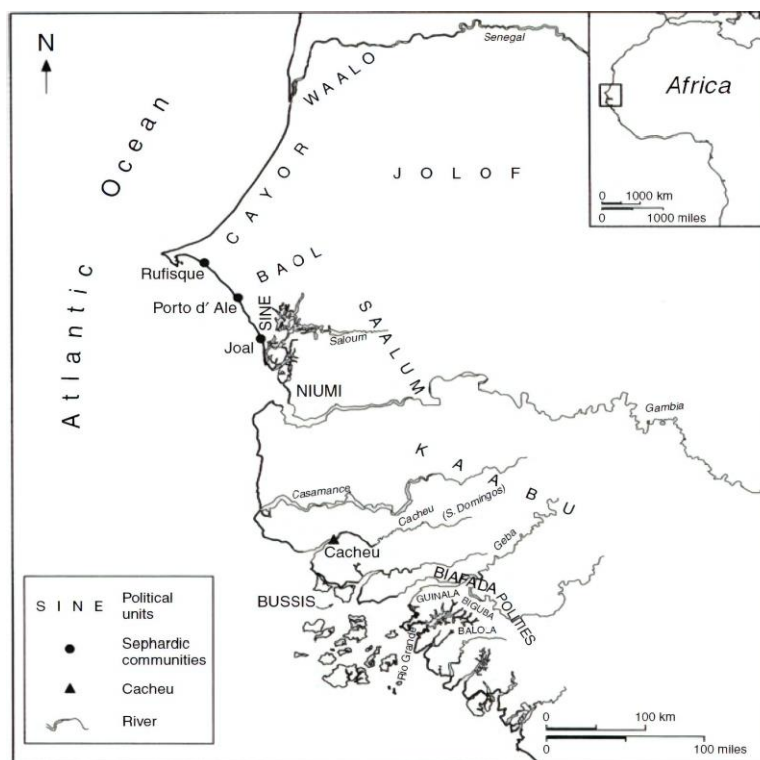 N
Atlantic Ocean
Senegal
WAALO
CAYOR
JOLOF
Africa
0 1000 km
0 1000 miles
Rufisque
BAOL
Porto d' Ale
SINE
Joal
Saloum
SAALUM
NIUMI
Gambia
KAABU
Casamance
Cacheu (S. Domingos)
Cacheu
Geba
BIAFADA POLITIES
BUSSIS
GUINALA
BIGUBA
BALOLA
Rio Grande
SINE Political units
Sephardic communities
Cacheu
River
0 100 km
0 100 miles